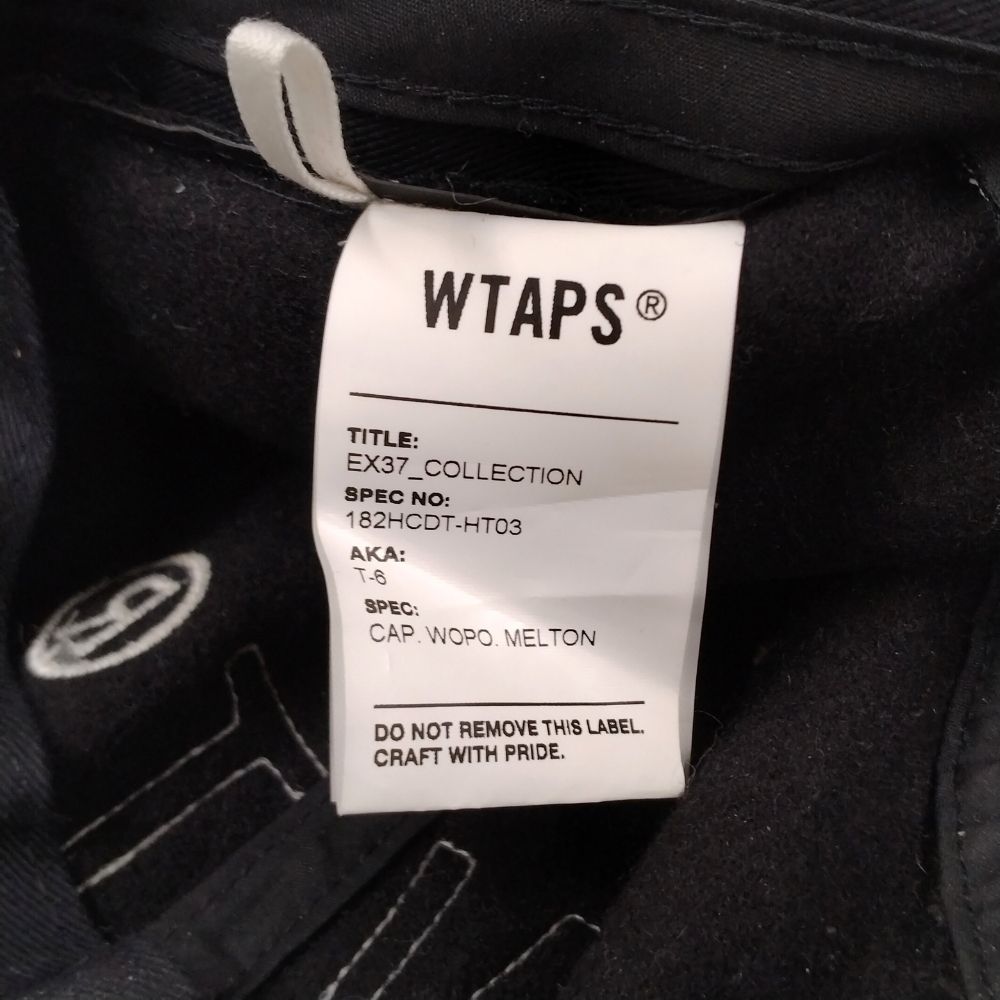 WTAPS®
TITLE:
EX37_COLLECTION
SPEC NO:
182HCDT-HT03
AKA:
T-6
SPEC:
CAP. WOPO. MELTON
DO NOT REMOVE THIS LABEL.
CRAFT WITH PRIDE.